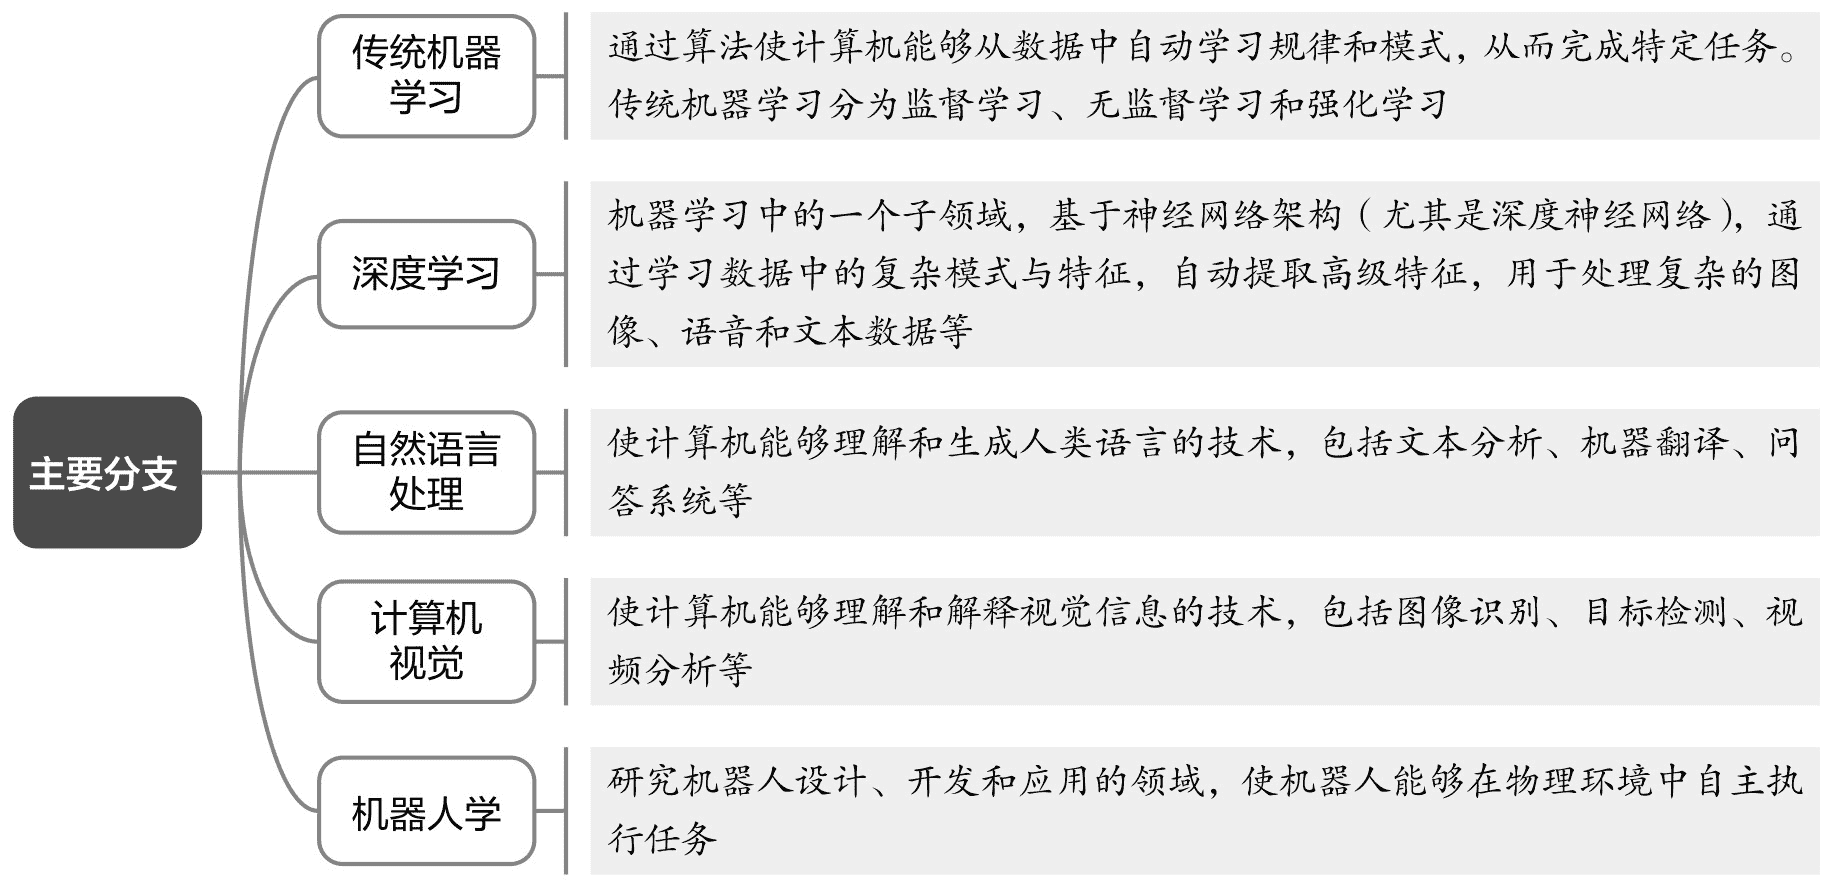 主要分支
传统机器
学习
通过算法使计算机能够从数据中自动学习规律和模式，从而完成特定任务。
传统机器学习分为监督学习、无监督学习和强化学习
深度学习
机器学习中的一个子领域，基于神经网络架构（尤其是深度神经网络），通
过学习数据中的复杂模式与特征，自动提取高级特征，用于处理复杂的图
像、语音和文本数据等
自然语言
处理
使计算机能够理解和生成人类语言的技术，包括文本分析、机器翻译、问
答系统等
计算机
视觉
使计算机能够理解和解释视觉信息的技术，包括图像识别、目标检测、视
频分析等
机器人学
研究机器人设计、开发和应用的领域，使机器人能够在物理环境中自主执
行任务